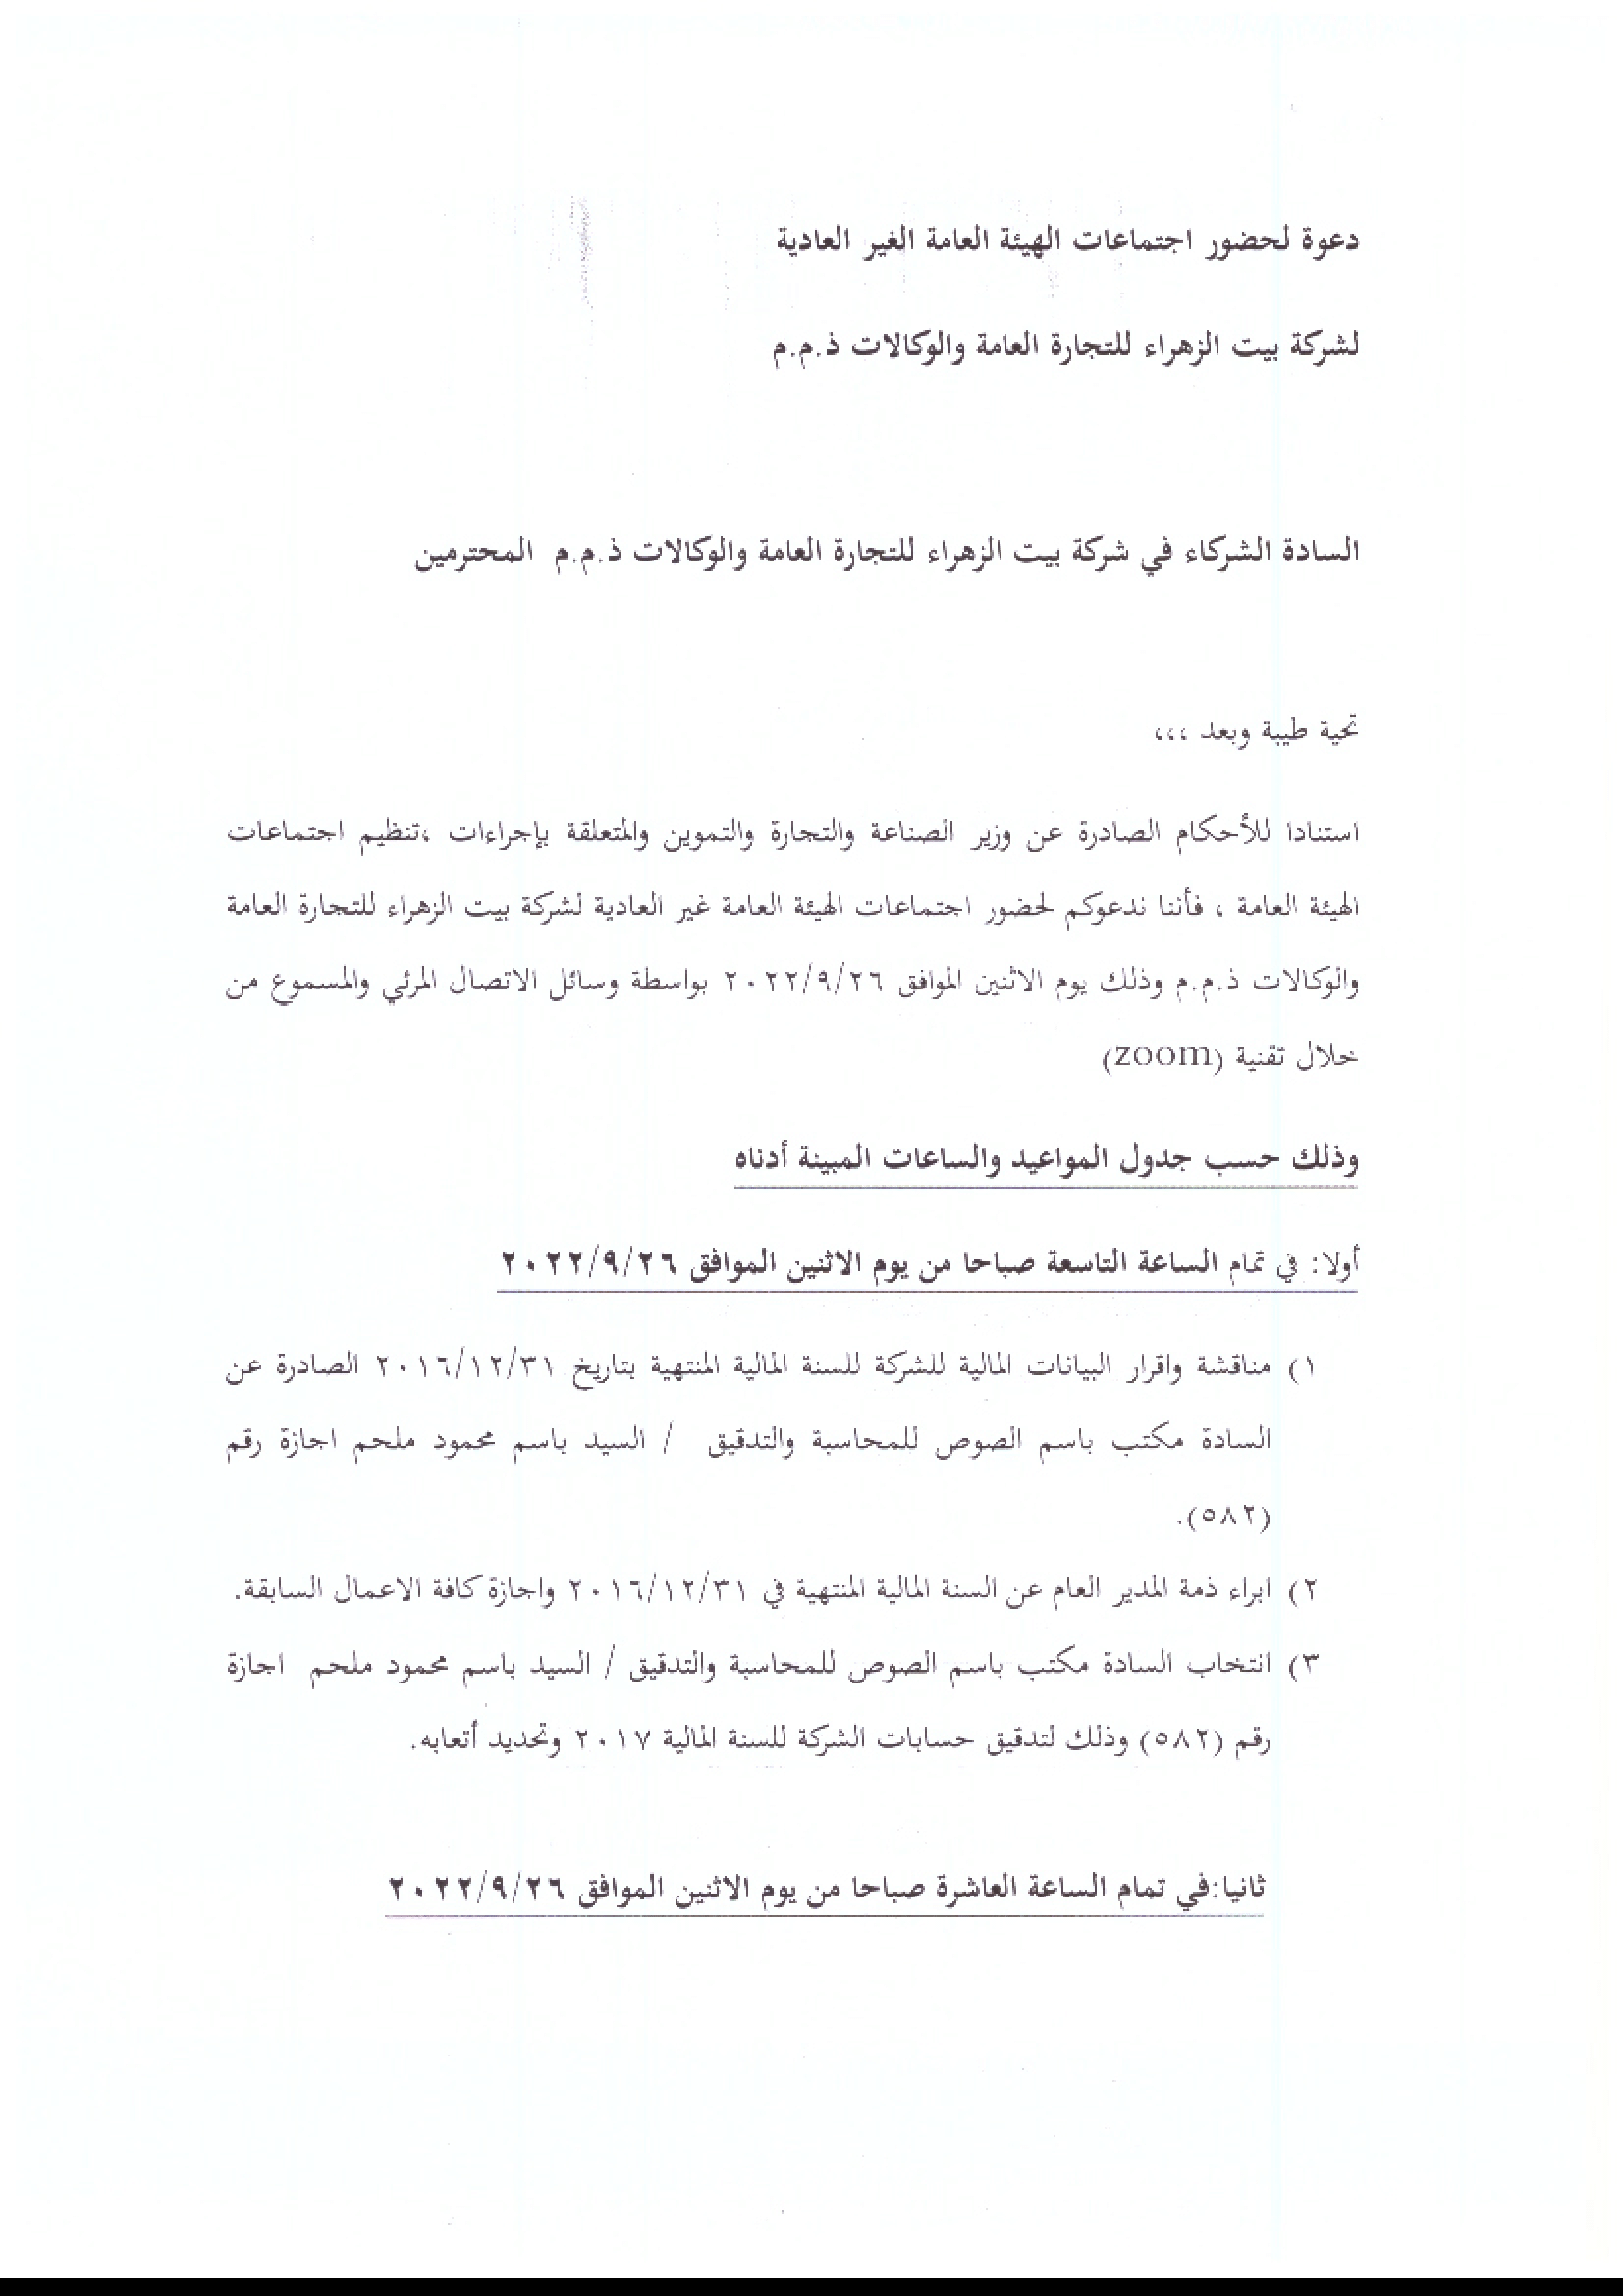 دعوة لحضور اجتماعات الهيئة العامة الغير العادية
لشركة بيت الزهراء للتجارة العامة والوكالات ذ.م.م
السادة الشركاء في شركة بيت الزهراء للتجارة العامة والوكالات ذ.م.م المحترمين
تحية طيبة وبعد ،،،
استنادا للأحكام الصادرة عن وزير الصناعة والتجارة والتموين والمتعلقة بإجراءات ،تنظيم اجتماعات
الهيئة العامة ، فأننا ندعوكم لحضور اجتماعات الهيئة العامة غير العادية لشركة بيت الزهراء للتجارة العامة
والوكالات ذ.م.م وذلك يوم الاثنين الموافق ٢٠٢٢/٩/٢٦ بواسطة وسائل الاتصال المرئي والمسموع من
خلال تقنية (zoom)
وذلك حسب جدول المواعيد والساعات المبينة أدناه
أولا: في تمام الساعة التاسعة صباحا من يوم الاثنين الموافق ٢٠٢٢/٩/٢٦
١) مناقشة واقرار البيانات المالية للشركة للسنة المالية المنتهية بتاريخ ٢٠١٦/١٢/٣١ الصادرة عن
السادة مكتب باسم الصوص للمحاسبة والتدقيق / السيد باسم محمود ملحم اجازة رقم
(٥٨٢).
٢) ابراء ذمة المدير العام عن السنة المالية المنتهية في ٢٠١٦/١٢/٣١ واجازة كافة الاعمال السابقة.
٣) انتخاب السادة مكتب باسم الصوص للمحاسبة والتدقيق / السيد باسم محمود ملحم اجازة
رقم (٥٨٢) وذلك لتدقيق حسابات الشركة للسنة المالية ٢٠١٧ وتحديد أتعابه.
ثانيا:في تمام الساعة العاشرة صباحا من يوم الاثنين الموافق ٢٠٢٢/٩/٢٦